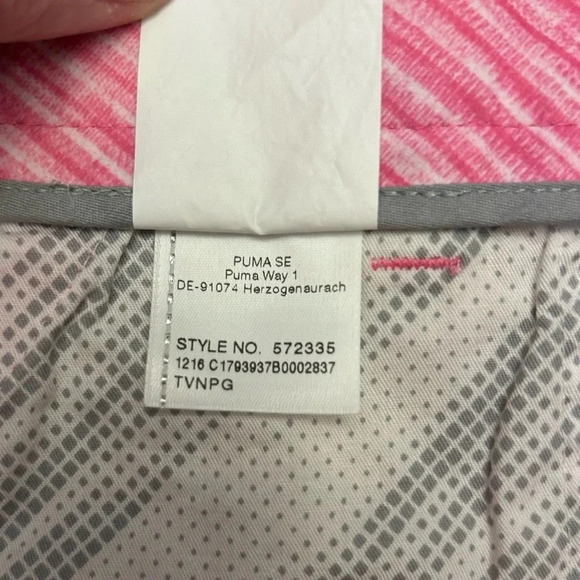 PUMA SE
Puma Way 1
DE-91074 Herzogenaurach
STYLE NO. 572335
1216 C1793937B0002837
TVNPG